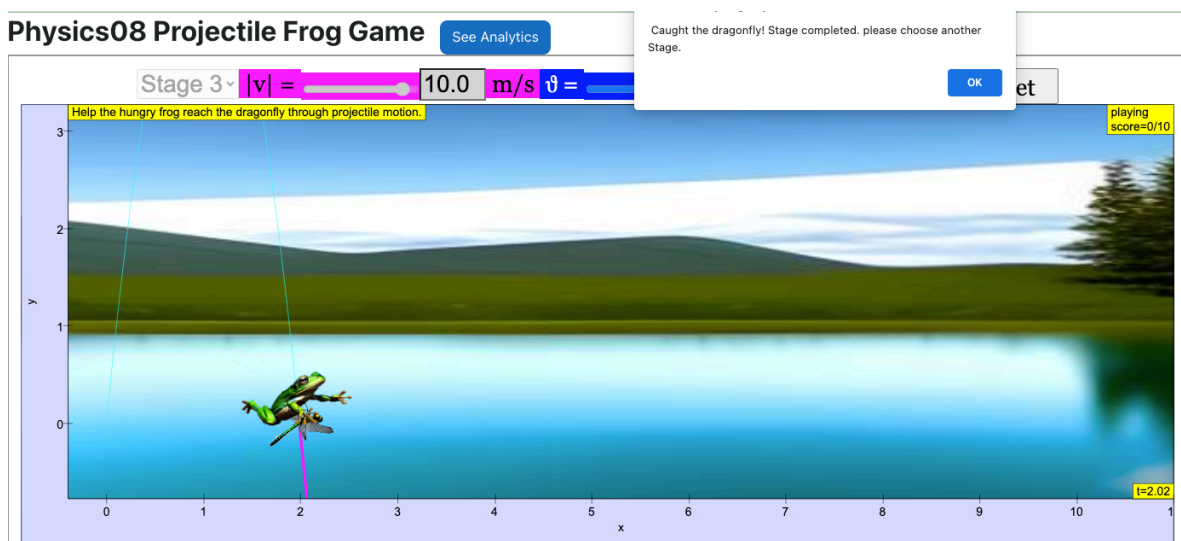 Physics08 Projectile Frog Game
See Analytics
Caught the dragonfly! Stage completed. please choose another
Stage.
OK
Stage 3
|v| =
10.0
m/s
ϑ =
et
Help the hungry frog reach the dragonfly through projectile motion.
playing
score=0/10
3
2
1
0
y
t=2.02
0 1 2 3 4 5 6 7 8 9 10 1
x